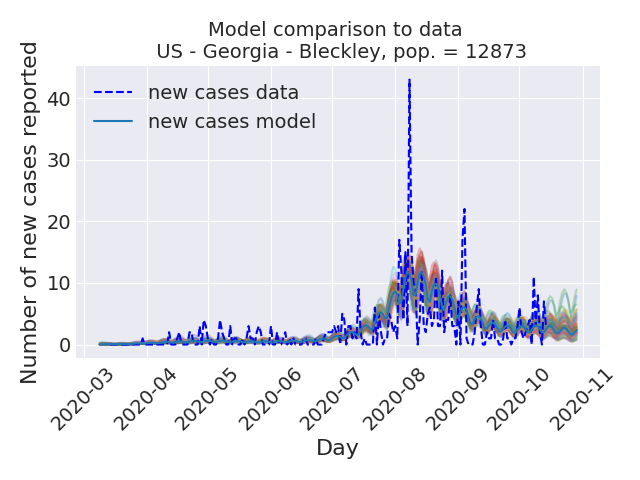 Model comparison to data
US - Georgia - Bleckley, pop. = 12873
Number of new cases reported
40
30
20
10
0
new cases data
new cases model
2020-03
2020-04
2020-05
2020-06
2020-07
2020-08
2020-09
2020-10
2020-11
Day